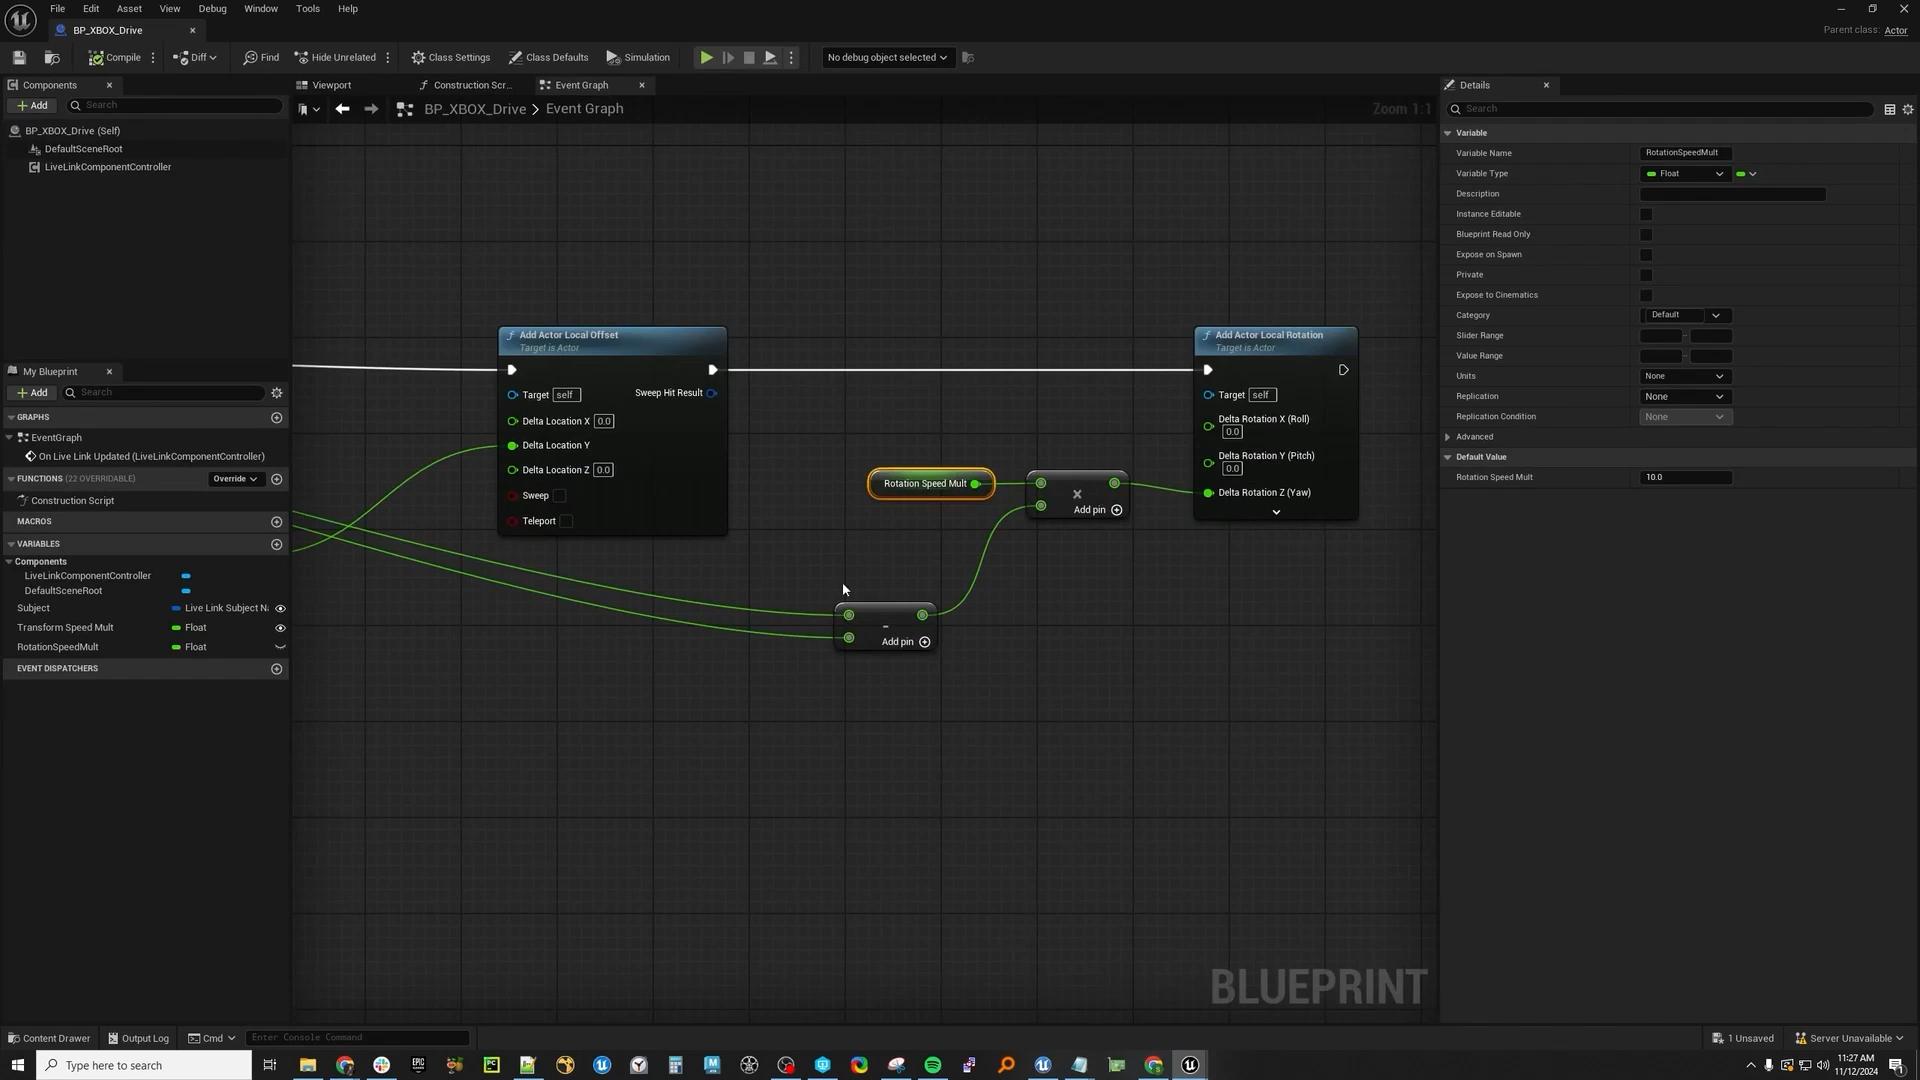 File Edit Asset View Debug Window Tools Help
BP_XBOX_Drive
Parent class: Actor
Compile Diff Find Hide Unrelated Class Settings Class Defaults Simulation No debug object selected
Components
Add Search
BP_XBOX_Drive (Self)
DefaultSceneRoot
LiveLinkComponentController
My Blueprint
Add Search
GRAPHS
EventGraph
On Live Link Updated (LiveLinkComponentController)
FUNCTIONS (22 OVERRIDABLE) Override
Construction Script
MACROS
VARIABLES
Components
LiveLinkComponentController
DefaultSceneRoot
Subject Live Link Subject Na
Transform Speed Mult Float
RotationSpeedMult Float
EVENT DISPATCHERS
Viewport Construction Scr... Event Graph
BP_XBOX_Drive > Event Graph Zoom 1:1
Add Actor Local Offset
Target is Actor
Target self Sweep Hit Result
Delta Location X 0.0
Delta Location Y
Delta Location Z 0.0
Sweep
Teleport
Rotation Speed Mult
×
Add pin
-
Add pin
Add Actor Local Rotation
Target is Actor
Target self
Delta Rotation X (Roll)
0.0
Delta Rotation Y (Pitch)
0.0
Delta Rotation Z (Yaw)
BLUEPRINT
Details
Search
Variable
Variable Name RotationSpeedMult
Variable Type Float
Description
Instance Editable
Blueprint Read Only
Expose on Spawn
Private
Expose to Cinematics
Category Default
Slider Range
Value Range
Units None
Replication None
Replication Condition None
Advanced
Default Value
Rotation Speed Mult 10.0
Content Drawer Output Log Cmd Enter Console Command 1 Unsaved Server Unavailable
Type here to search
11:27 AM
11/12/2024